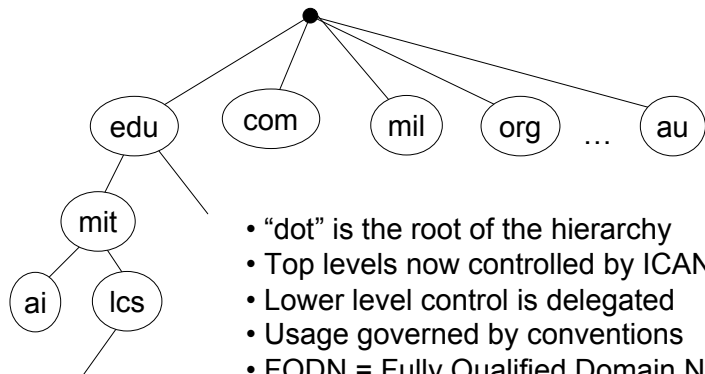 edu com mil org … au
mit
• “dot” is the root of the hierarchy
• Top levels now controlled by ICAN
ai lcs
• Lower level control is delegated
• Usage governed by conventions
• FQDN = Fully Qualified Domain N